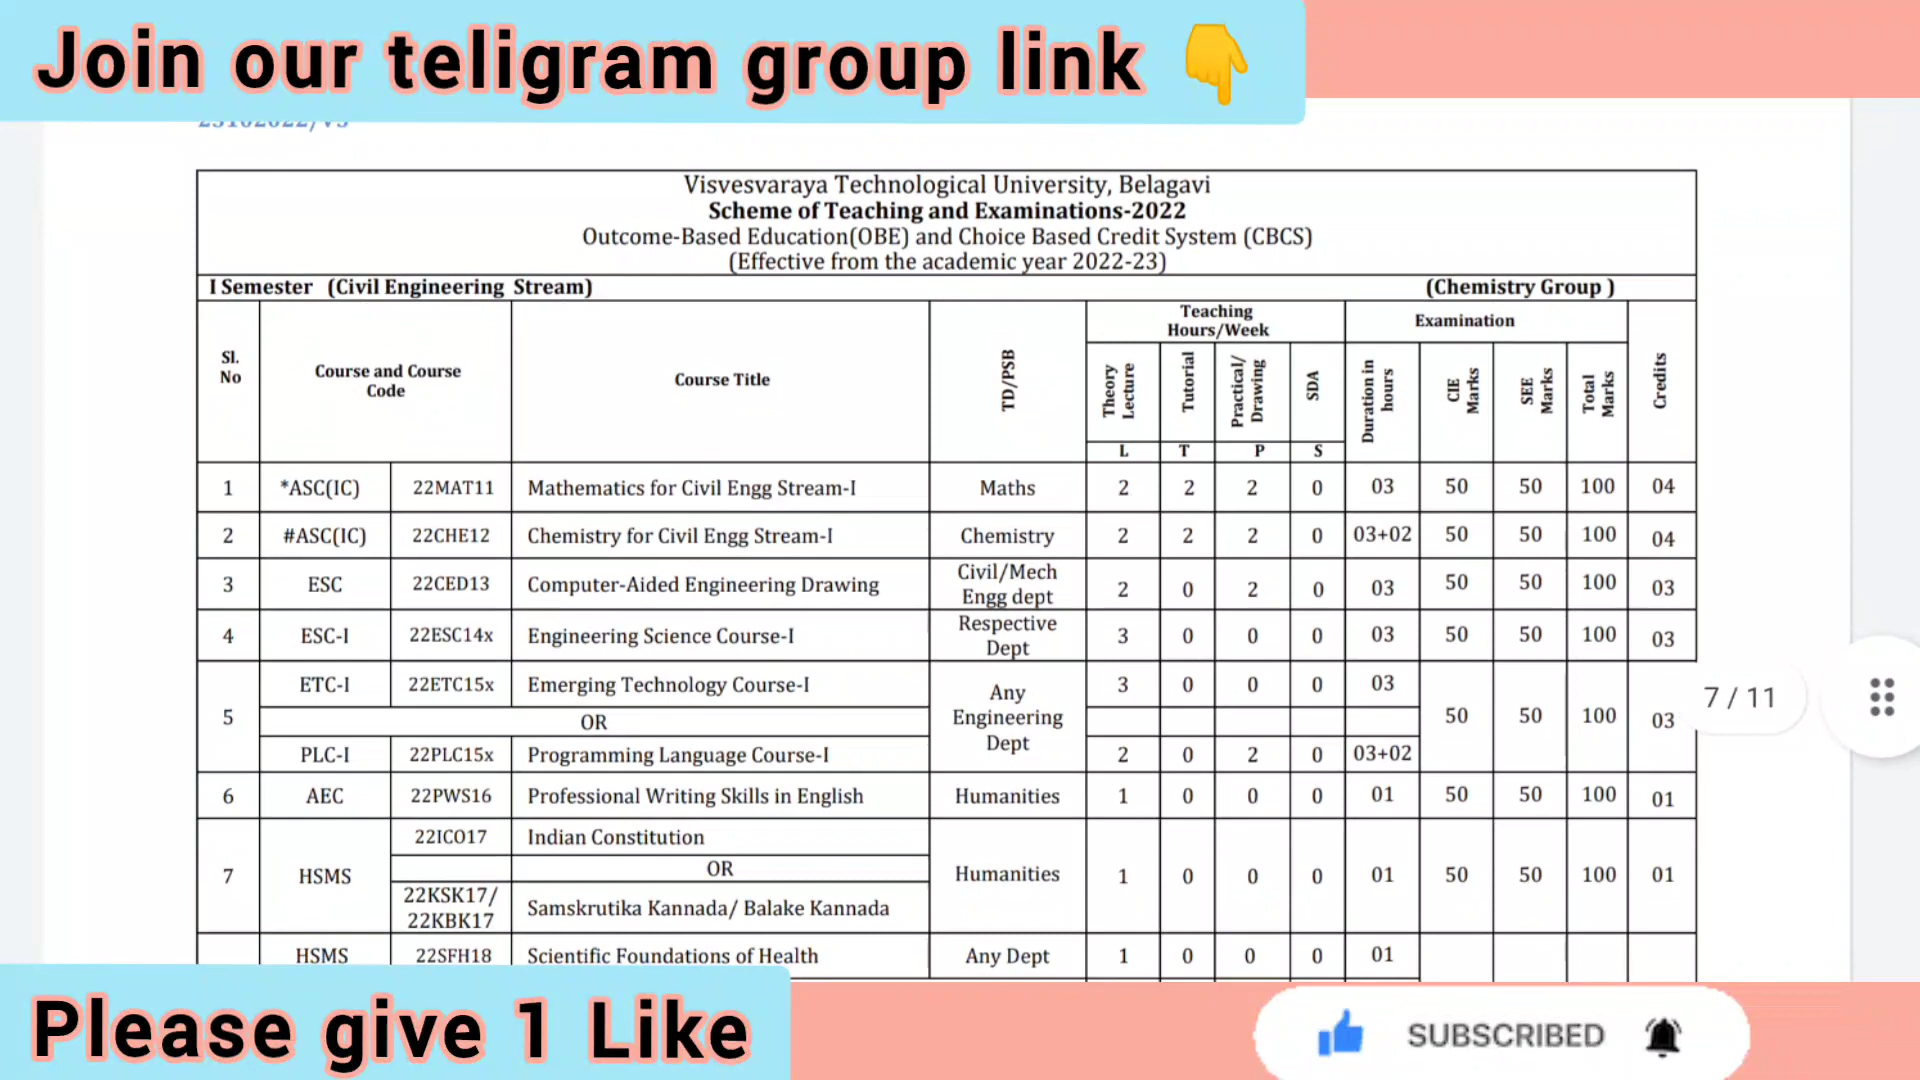 Join our teligram group link
Visvesvaraya Technological University, Belagavi
Scheme of Teaching and Examinations-2022
Outcome-Based Education(OBE) and Choice Based Credit System (CBCS)
(Effective from the academic year 2022-23)
I Semester (Civil Engineering Stream) (Chemistry Group )
Sl. No Course and Course Code Course Title TD/PSB Teaching Hours/Week Examination Credits
Theory Lecture Tutorial Practical/ Drawing SDA Duration in hours CIE Marks SEE Marks Total Marks
L T P S
1 *ASC(IC) 22MAT11 Mathematics for Civil Engg Stream-I Maths 2 2 2 0 03 50 50 100 04
2 #ASC(IC) 22CHE12 Chemistry for Civil Engg Stream-I Chemistry 2 2 2 0 03+02 50 50 100 04
3 ESC 22CED13 Computer-Aided Engineering Drawing Civil/Mech Engg dept 2 0 2 0 03 50 50 100 03
4 ESC-I 22ESC14x Engineering Science Course-I Respective Dept 3 0 0 0 03 50 50 100 03
5 ETC-I 22ETC15x Emerging Technology Course-I Any Engineering Dept 3 0 0 0 03 50 50 100 03
OR
PLC-I 22PLC15x Programming Language Course-I 2 0 2 0 03+02
7 / 11
6 AEC 22PWS16 Professional Writing Skills in English Humanities 1 0 0 0 01 50 50 100 01
7 HSMS 22ICO17 Indian Constitution Humanities 1 0 0 0 01 50 50 100 01
OR
22KSK17/ 22KBK17 Samskrutika Kannada/ Balake Kannada
HSMS 22SFH18 Scientific Foundations of Health Any Dept 1 0 0 0 01
Please give 1 Like
SUBSCRIBED